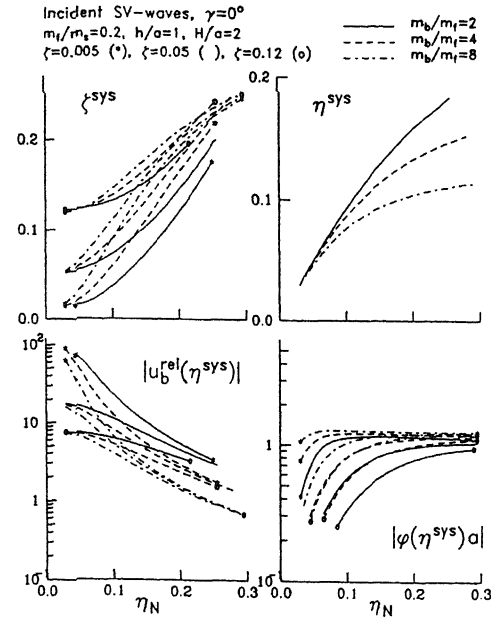 Incident SV-waves, γ=0°
m_f/m_s=0.2, h/a=1, H/a=2
ζ=0.005 (*), ζ=0.05 ( ), ζ=0.12 (o)
m_b/m_f=2
m_b/m_f=4
m_b/m_f=8
ζ^sys
0.2
0.1
0.0
η^sys
0.1
0.0
|u_b^rel(η^sys)|
10^2
10
1
10^-1
0.0 0.1 0.2 0.3
η_N
|φ(η^sys)a|
1
10^-1
0.0 0.1 0.2 0.3
η_N